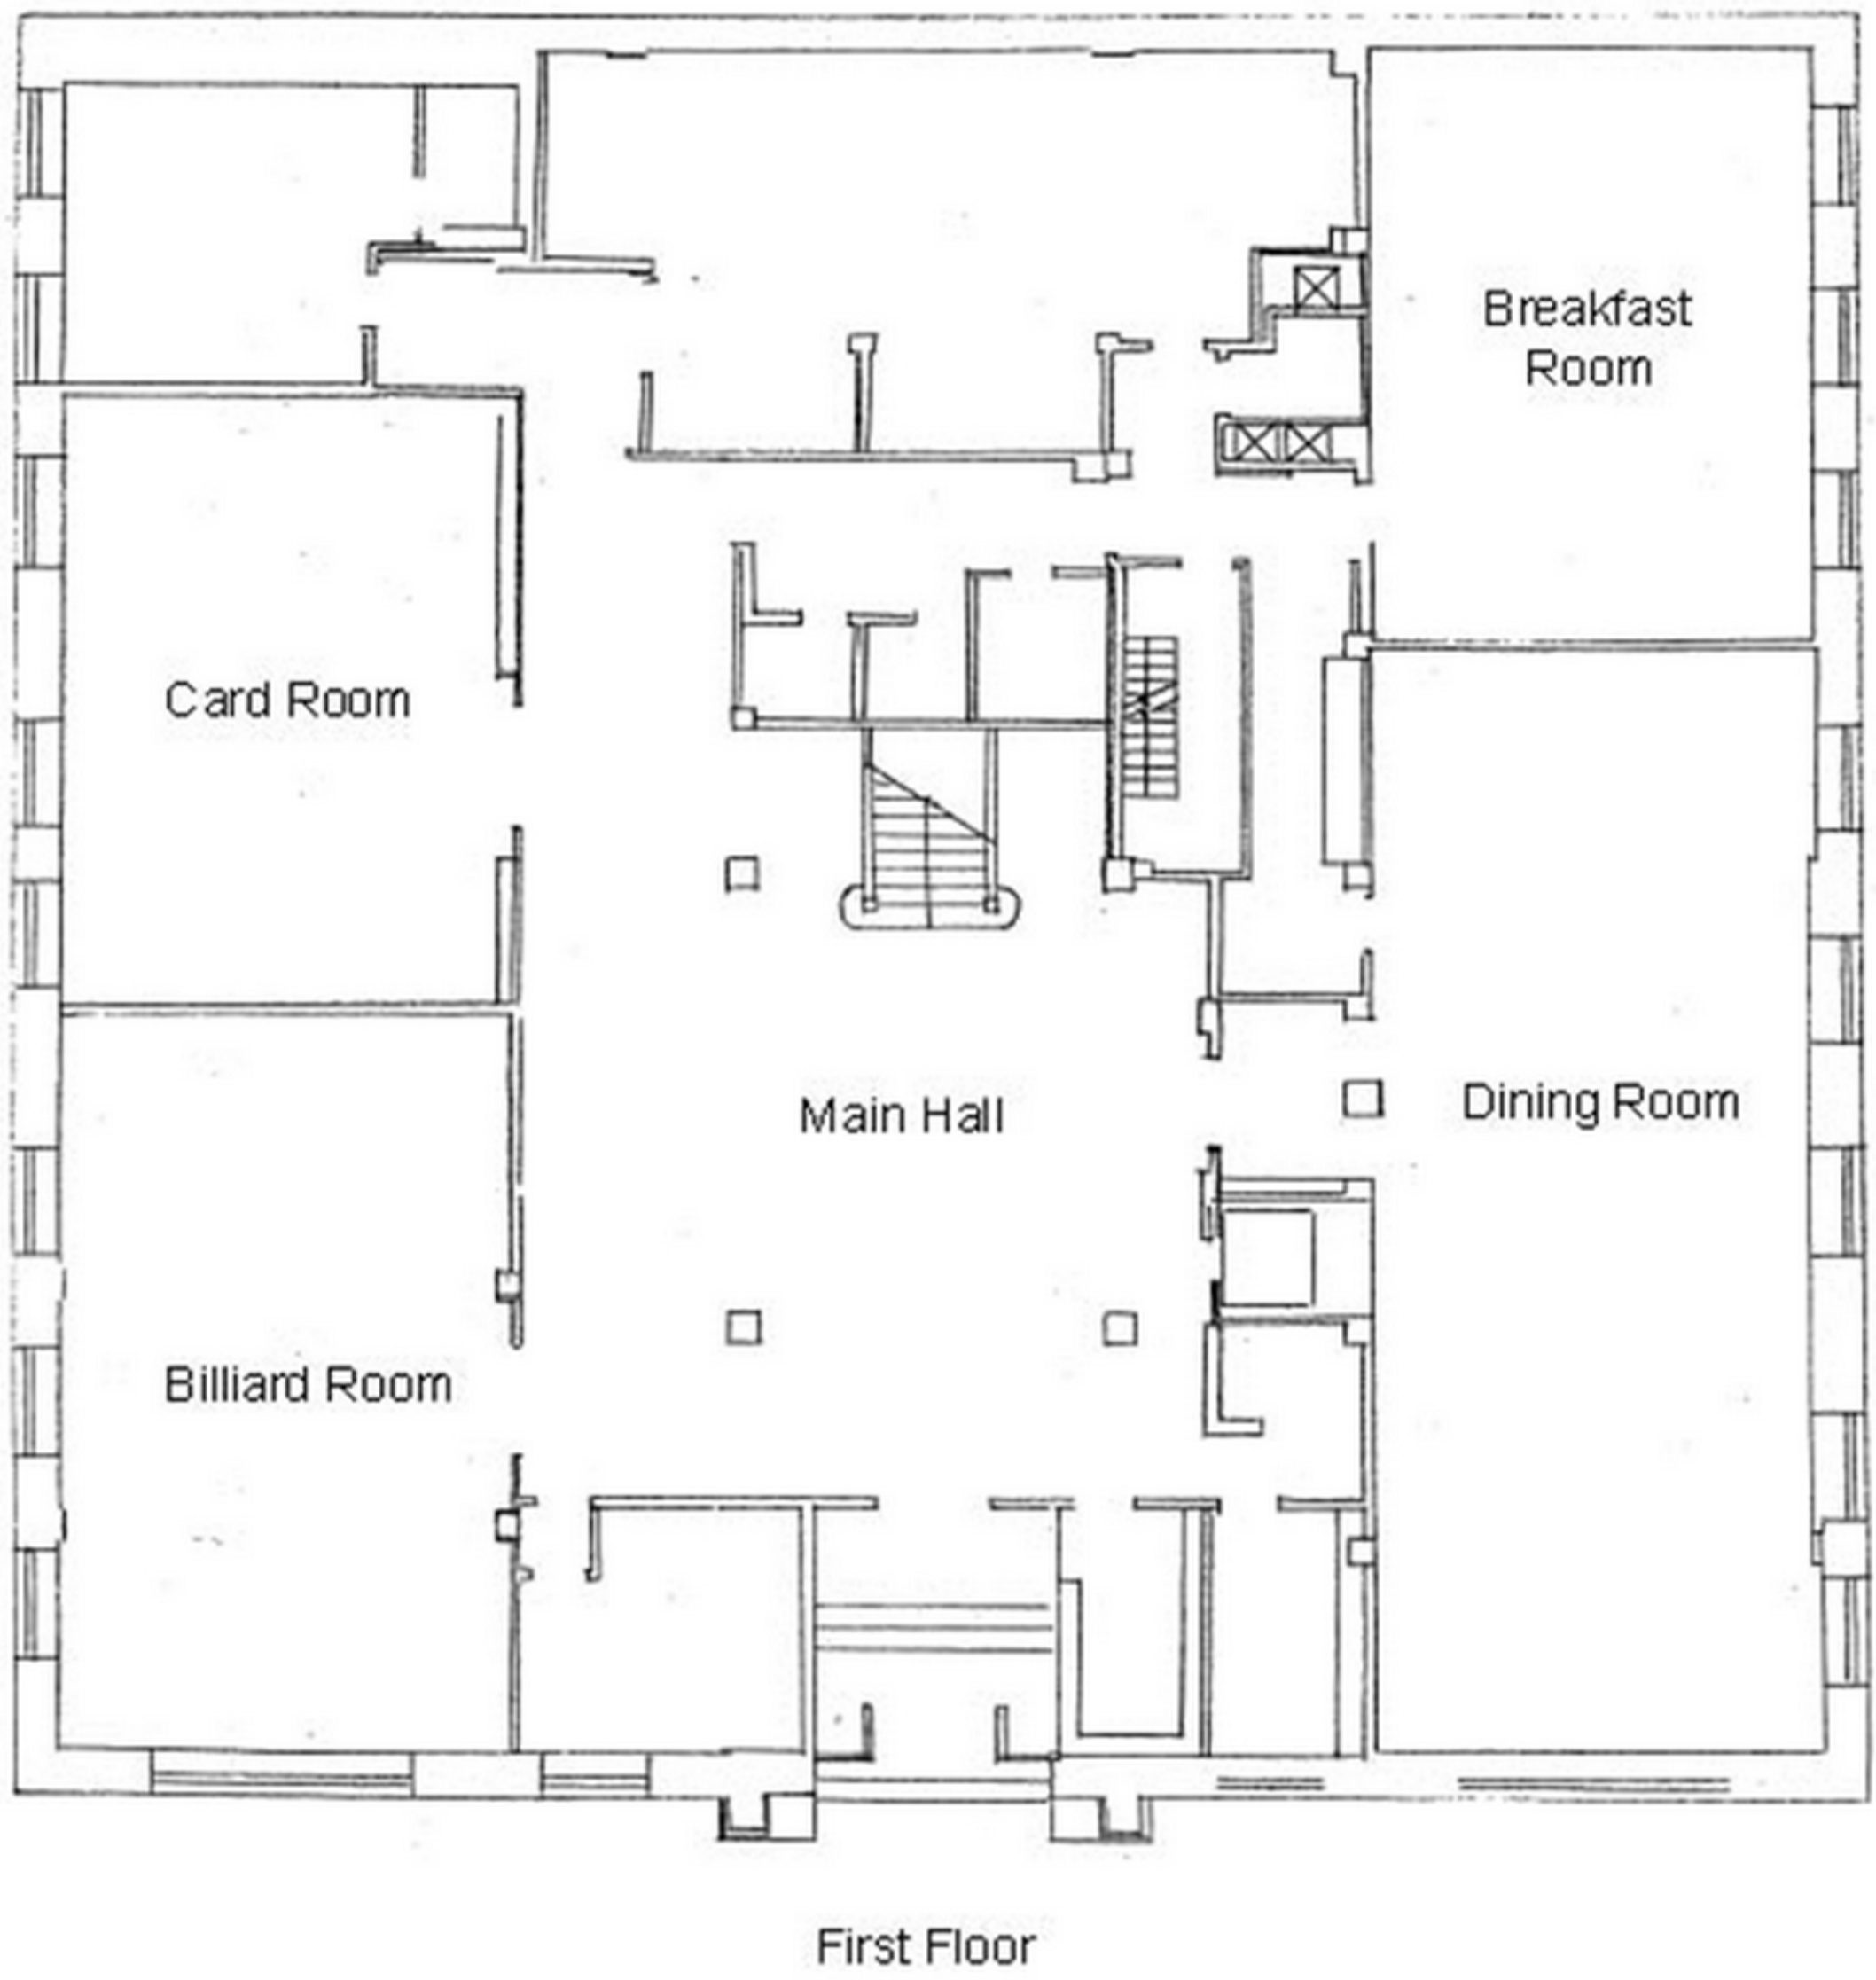 Breakfast
Room
Card Room
Main Hall
Dining Room
Billiard Room
First Floor